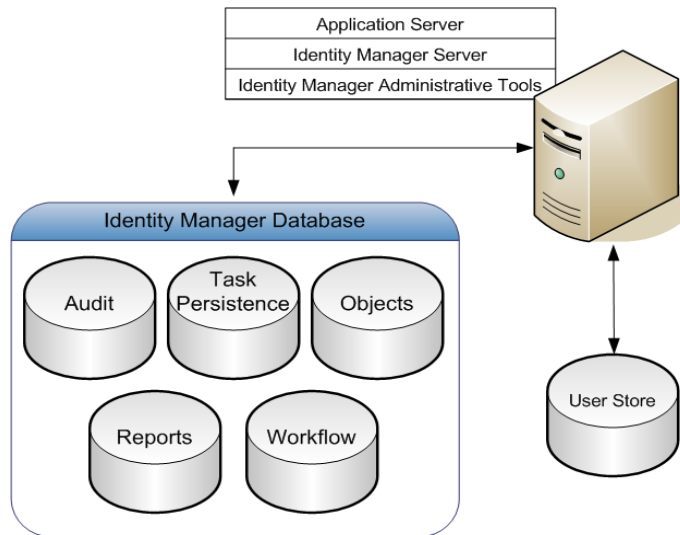 Application Server
Identity Manager Server
Identity Manager Administrative Tools
Identity Manager Database
Audit
Task
Persistence
Objects
Reports
Workflow
User Store